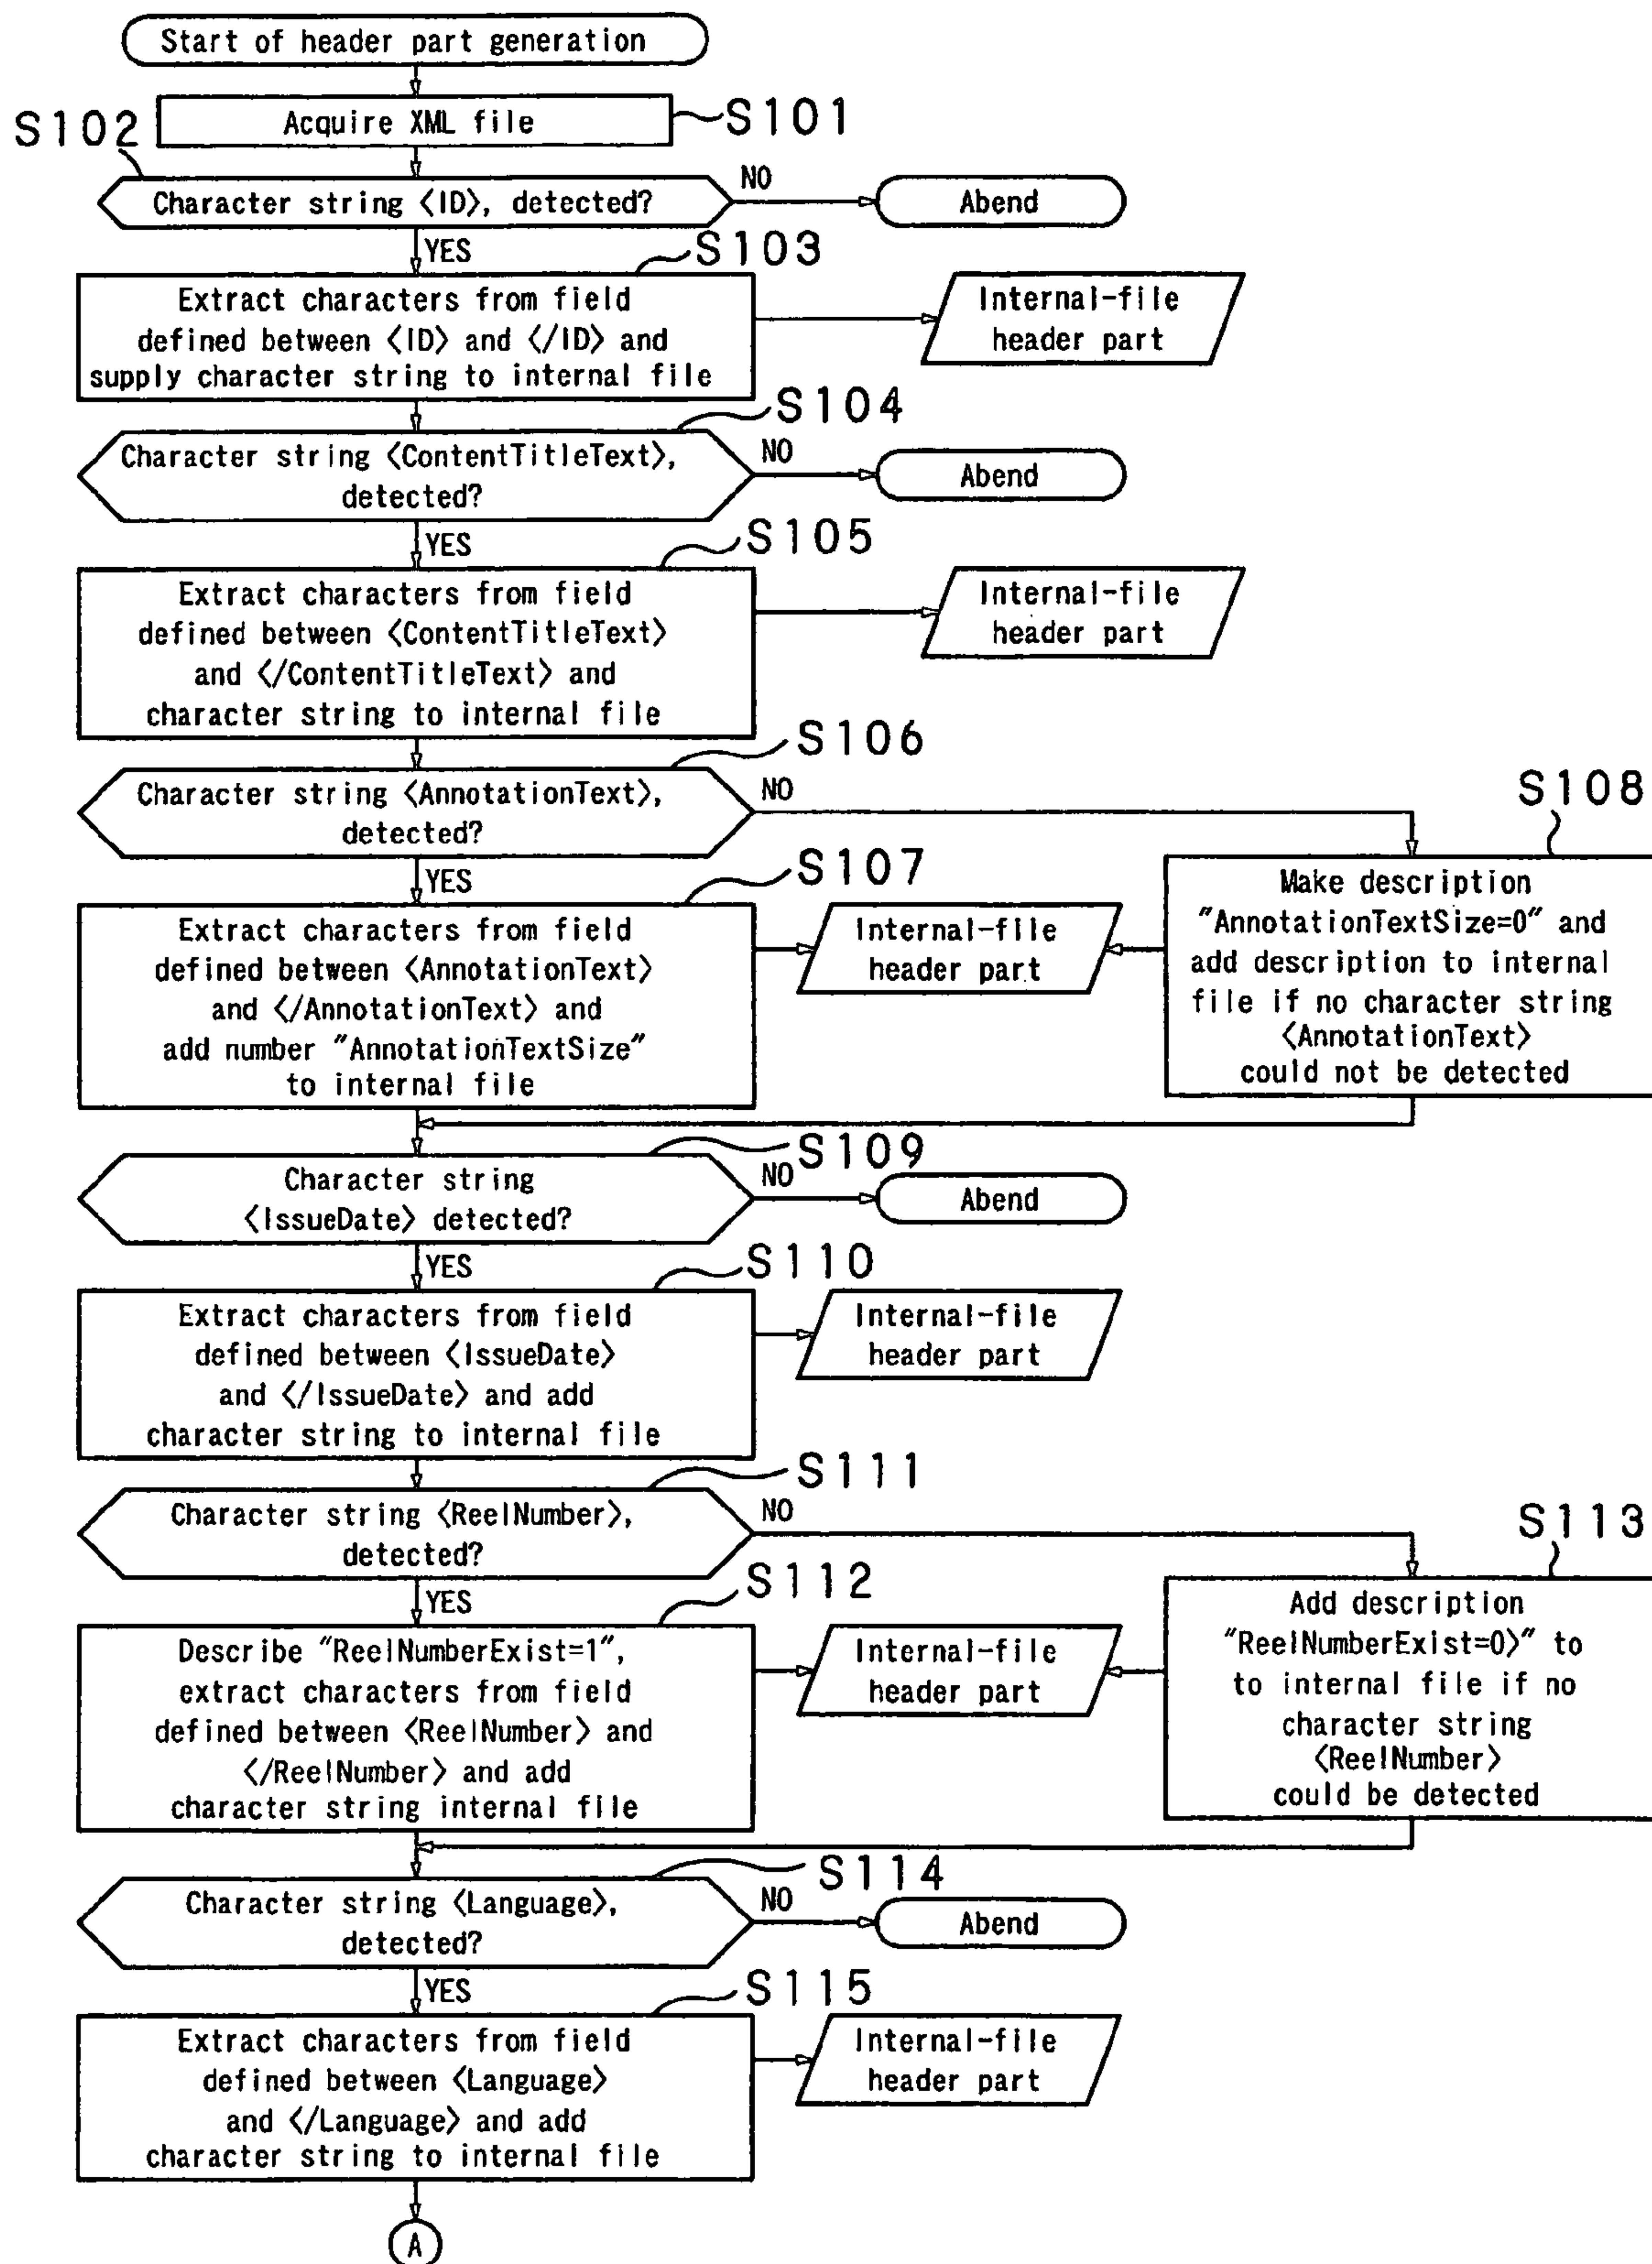 Start of header part generation
Acquire XML file
S101
S102
Character string <ID>, detected?
NO
Abend
YES
S103
Extract characters from field
defined between <ID> and </ID> and
supply character string to internal file
Internal-file
header part
S104
Character string <ContentTitleText>,
detected?
NO
Abend
YES
S105
Extract characters from field
defined between <ContentTitleText>
and </ContentTitleText> and
character string to internal file
Internal-file
header part
S106
Character string <AnnotationText>,
detected?
NO
YES
S107
Extract characters from field
defined between <AnnotationText>
and </AnnotationText> and
add number "AnnotationTextSize"
to internal file
Internal-file
header part
S108
Make description
"AnnotationTextSize=0" and
add description to internal
file if no character string
<AnnotationText>
could not be detected
S109
Character string
<IssueDate> detected?
NO
Abend
YES
S110
Extract characters from field
defined between <IssueDate>
and </IssueDate> and add
character string to internal file
Internal-file
header part
S111
Character string <ReelNumber>,
detected?
NO
YES
S112
Describe "ReelNumberExist=1",
extract characters from field
defined between <ReelNumber> and
</ReelNumber> and add
character string internal file
Internal-file
header part
S113
Add description
"ReelNumberExist=0>" to
to internal file if no
character string
<ReelNumber>
could be detected
S114
Character string <Language>,
detected?
NO
Abend
YES
S115
Extract characters from field
defined between <Language>
and </Language> and add
character string to internal file
Internal-file
header part
A